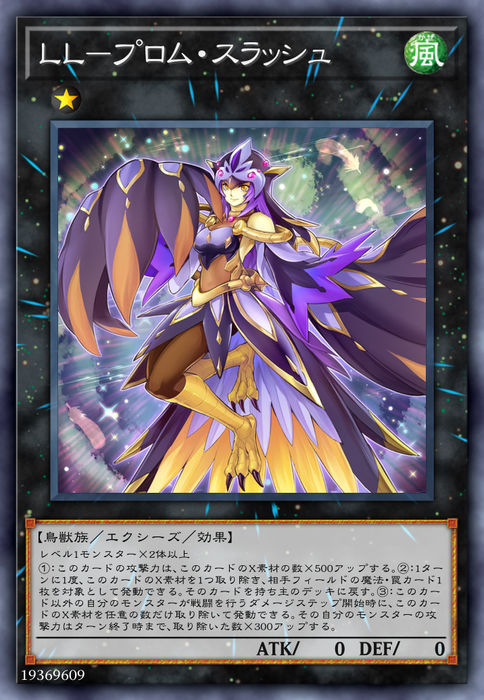 LL－プロム・スラッシュ
かぜ
風
【鳥獣族／エクシーズ／効果】
レベル1モンスター×2体以上
①：このカードの攻撃力は、このカードのX素材の数×500アップする。②：1ター
ンに1度、このカードのX素材を1つ取り除き、相手フィールドの魔法・罠カード1
枚を対象として発動できる。そのカードを持ち主のデッキに戻す。③：このカー
ド以外の自分のモンスターが戦闘を行うダメージステップ開始時に、このカー
ドのX素材を任意の数だけ取り除いて発動できる。その自分のモンスターの攻
撃力はターン終了時まで、取り除いた数×300アップする。
ATK/ 0 DEF/ 0
19369609